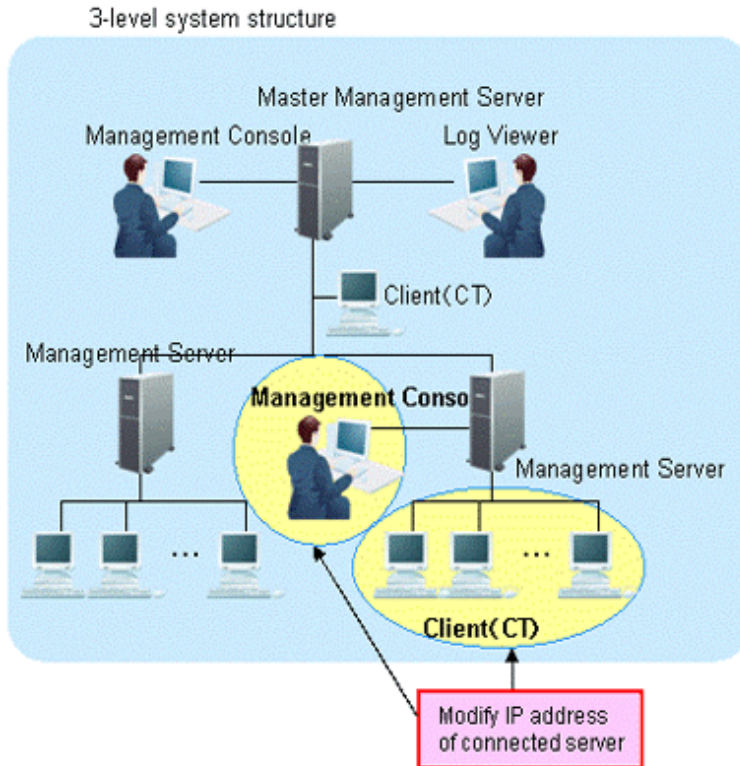 3-level system structure
Master Management Server
Management Console
Log Viewer
Client(CT)
Management Server
Management Conso
Management Server
...
...
Client(CT)
Modify IP address
of connected server